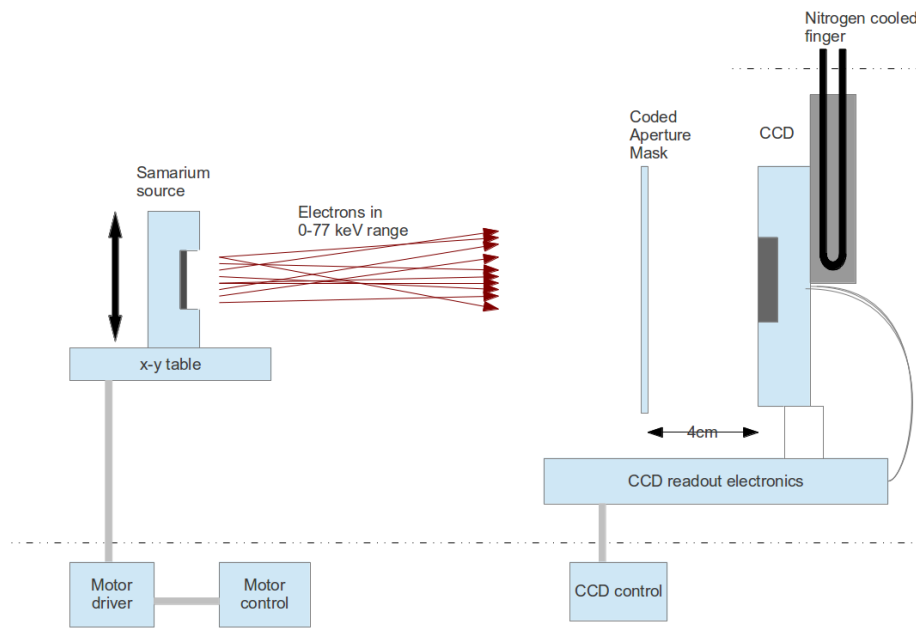 Nitrogen cooled
finger
Coded
Aperture
Mask
CCD
Samarium
source
Electrons in
0-77 keV range
x-y table
4cm
CCD readout electronics
Motor
driver
Motor
control
CCD control